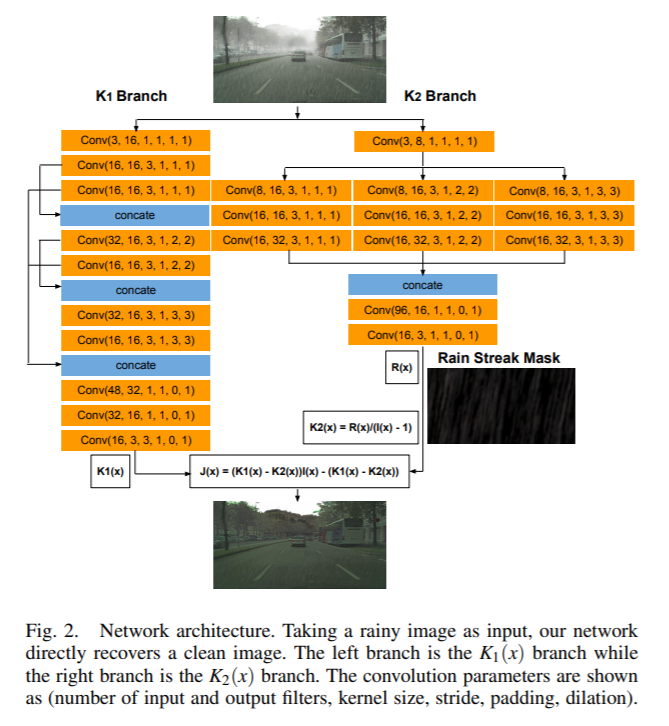 K1 Branch
K2 Branch
Conv(3, 16, 1, 1, 1, 1)
Conv(16, 16, 3, 1, 1, 1)
Conv(16, 16, 3, 1, 1, 1)
concate
Conv(32, 16, 3, 1, 2, 2)
Conv(16, 16, 3, 1, 2, 2)
concate
Conv(32, 16, 3, 1, 3, 3)
Conv(16, 16, 3, 1, 3, 3)
concate
Conv(48, 32, 1, 1, 0, 1)
Conv(32, 16, 1, 1, 0, 1)
Conv(16, 3, 3, 1, 0, 1)
K1(x)
Conv(3, 8, 1, 1, 1, 1)
Conv(8, 16, 3, 1, 1, 1)
Conv(16, 16, 3, 1, 1, 1)
Conv(16, 32, 3, 1, 1, 1)
Conv(8, 16, 3, 1, 2, 2)
Conv(16, 16, 3, 1, 2, 2)
Conv(16, 32, 3, 1, 2, 2)
Conv(8, 16, 3, 1, 3, 3)
Conv(16, 16, 3, 1, 3, 3)
Conv(16, 32, 3, 1, 3, 3)
concate
Conv(96, 16, 1, 1, 0, 1)
Conv(16, 3, 1, 1, 0, 1)
R(x)
Rain Streak Mask
K2(x) = R(x)/(I(x) - 1)
J(x) = (K1(x) - K2(x))I(x) - (K1(x) - K2(x))
Fig. 2. Network architecture. Taking a rainy image as input, our network
directly recovers a clean image. The left branch is the K1(x) branch while
the right branch is the K2(x) branch. The convolution parameters are shown
as (number of input and output filters, kernel size, stride, padding, dilation).